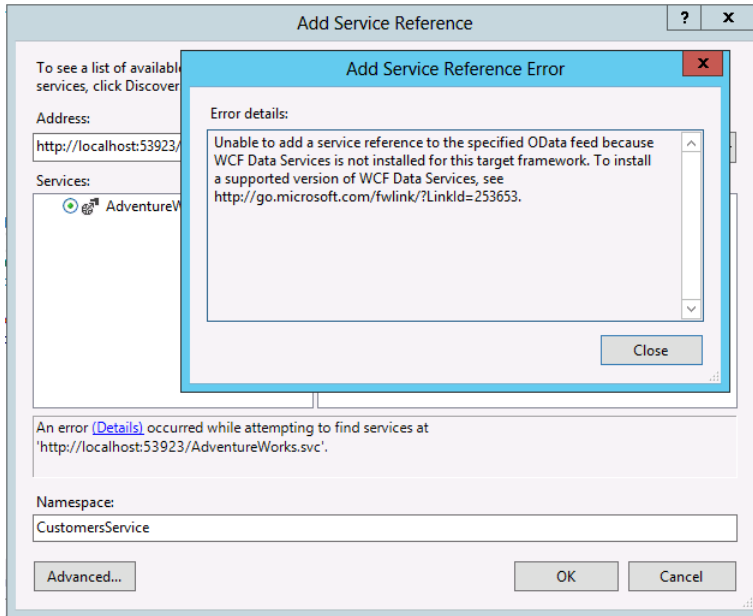 Add Service Reference
? x
To see a list of available
services, click Discover
Add Service Reference Error
x
Address:
http://localhost:53923/
Error details:
Unable to add a service reference to the specified OData feed because
WCF Data Services is not installed for this target framework. To install
a supported version of WCF Data Services, see
http://go.microsoft.com/fwlink/?LinkId=253653.
Services:
AdventureW
Close
An error (Details) occurred while attempting to find services at
'http://localhost:53923/AdventureWorks.svc'.
Namespace:
CustomersService
Advanced...
OK
Cancel